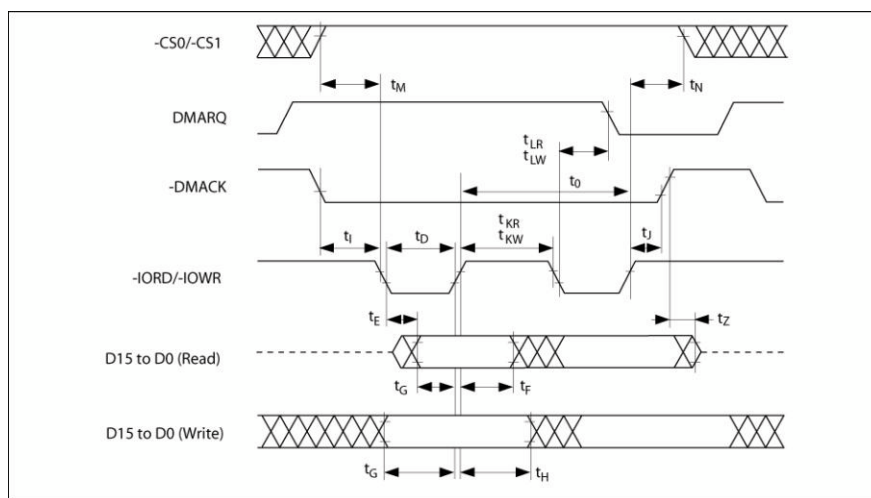 -CS0/-CS1
tM
tN
DMARQ
tLR
tLW
-DMACK
t0
tI
tD
tKR
tKW
tJ
-IORD/-IOWR
tE
tZ
D15 to D0 (Read)
tG
tF
D15 to D0 (Write)
tG
tH